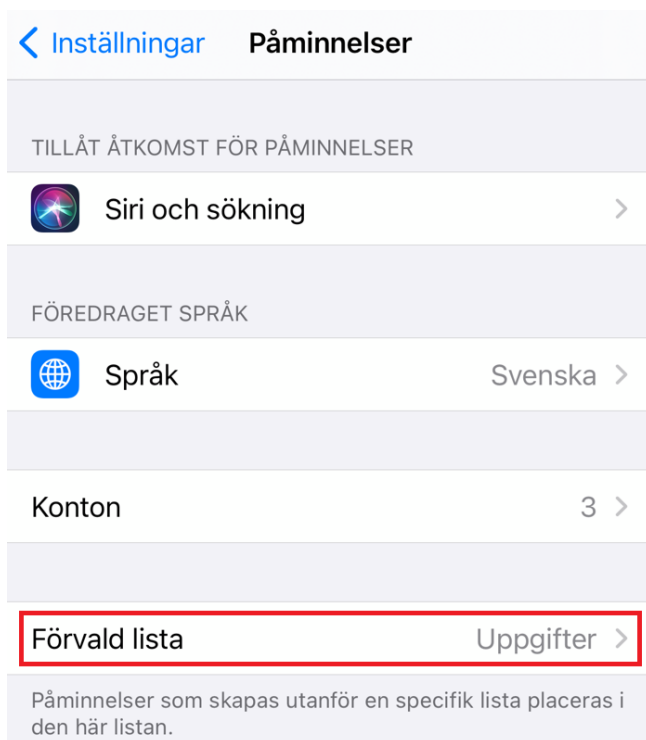 Inställningar Påminnelser
TILLÅT ÅTKOMST FÖR PÅMINNELSER
Siri och sökning
FÖREDRAGET SPRÅK
Språk Svenska
Konton 3
Förvald lista Uppgifter
Påminnelser som skapas utanför en specifik lista placeras i
den här listan.